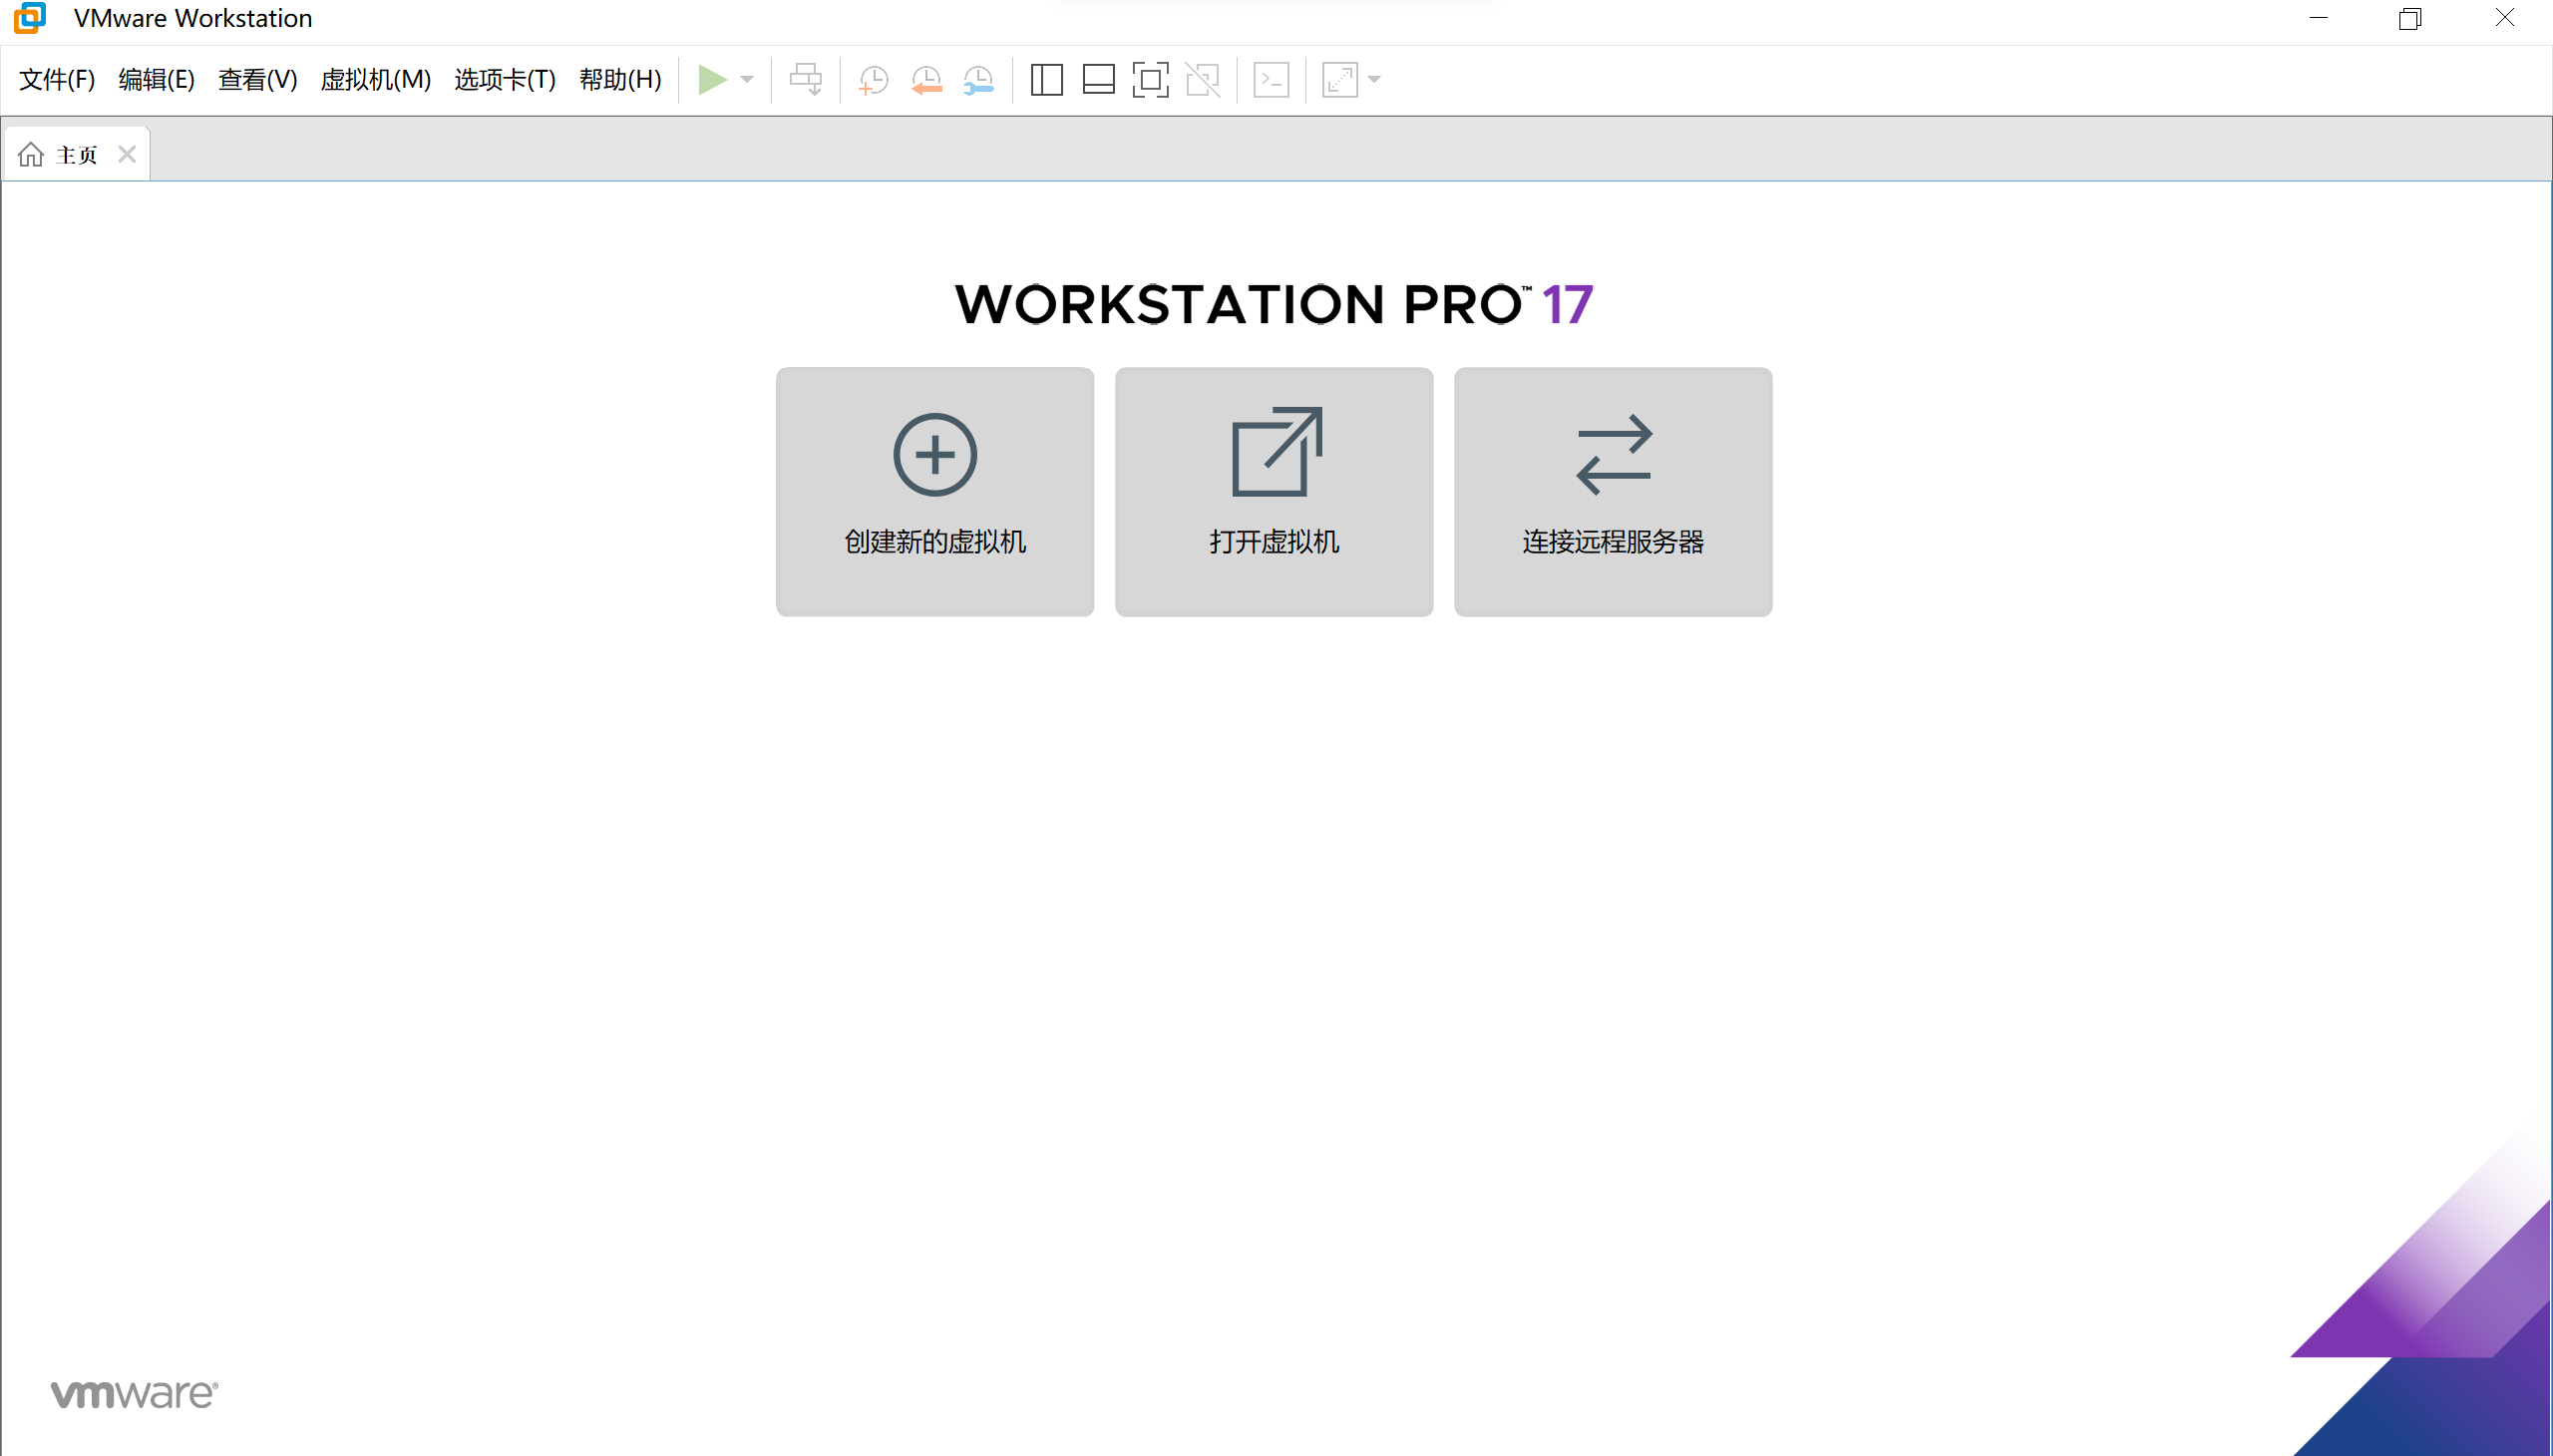 VMware Workstation
文件(F) 编辑(E) 查看(V) 虚拟机(M) 选项卡(T) 帮助(H)
主页
WORKSTATION PRO™ 17
创建新的虚拟机 打开虚拟机 连接远程服务器
vmware®